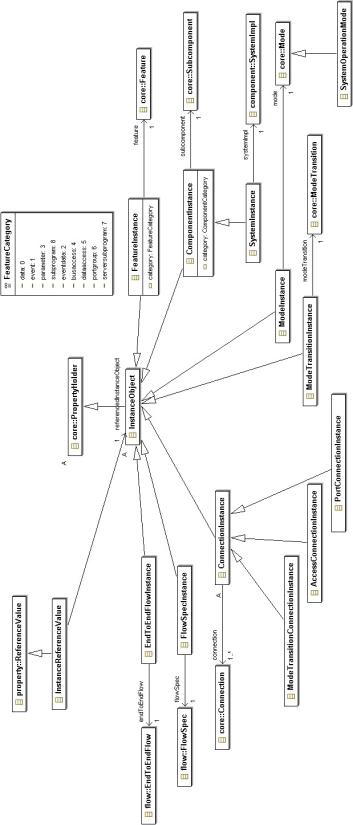 FeatureCategory
data: 0
event: 1
parameter: 3
subprogram: 8
eventdata: 2
busaccess: 4
dataaccess: 5
portgroup: 6
serversubprogram: 7
core::Feature
feature
1
FeatureInstance
category: FeatureCategory
core::Subcomponent
subcomponent
1
ComponentInstance
category: ComponentCategory
component::SystemImpl
systemImpl
1
SystemInstance
core::Mode
mode
1
SystemOperationMode
ModeInstance
core::ModeTransition
modeTransition
1
ModeTransitionInstance
core::PropertyHolder
A
referencedInstanceObject
1
InstanceObject
A
property::ReferenceValue
InstanceReferenceValue
EndToEndFlowInstance
endToEndFlow
1
flow::EndToEndFlow
FlowSpecInstance
flowSpec
1
flow::FlowSpec
ConnectionInstance
A
connection
1..*
core::Connection
ModeTransitionConnectionInstance
AccessConnectionInstance
PortConnectionInstance